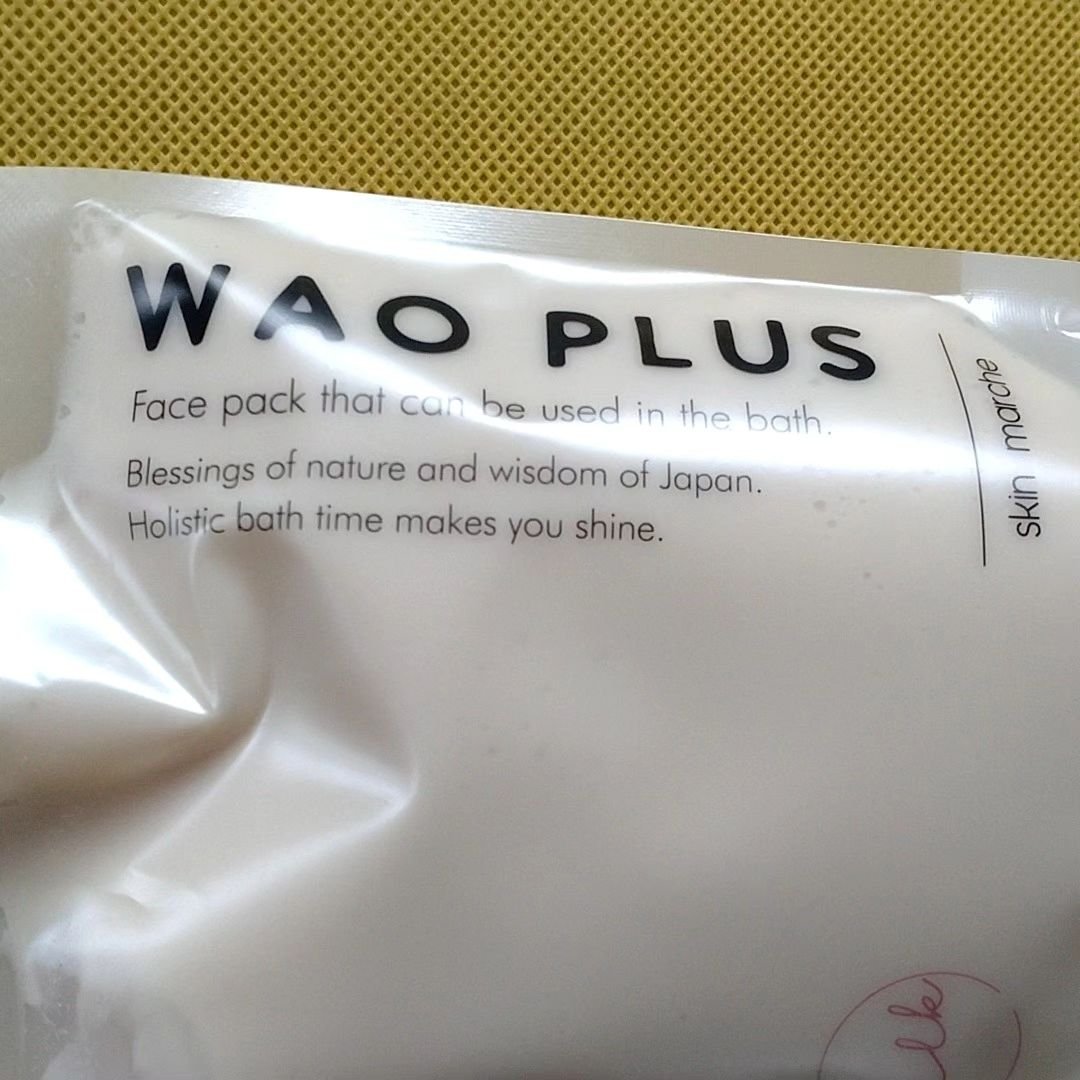 WAO PLUS
Face pack that can be used in the bath.
Blessings of nature and wisdom of Japan.
Holistic bath time makes you shine.
skin marche